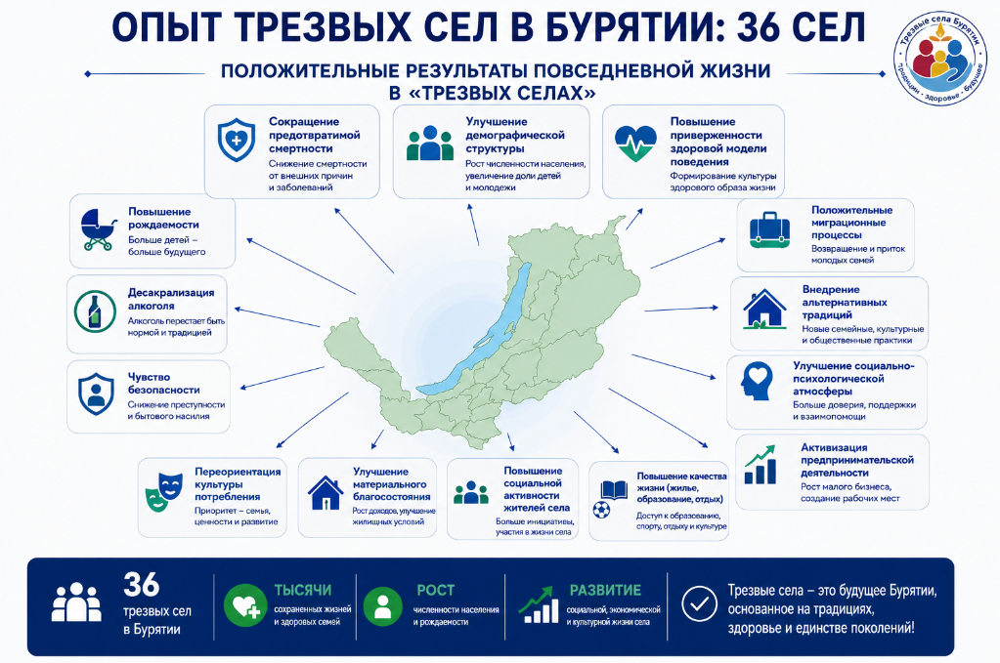 ОПЫТ ТРЕЗВЫХ СЕЛ В БУРЯТИИ: 36 СЕЛ
Трезвые села Бурятии
традиции · здоровье · будущее
ПОЛОЖИТЕЛЬНЫЕ РЕЗУЛЬТАТЫ ПОВСЕДНЕВНОЙ ЖИЗНИ
В «ТРЕЗВЫХ СЕЛАХ»
Сокращение
предотвратимой
смертности
Снижение смертности
от внешних причин
и заболеваний
Улучшение
демографической
структуры
Рост численности населения,
увеличение доли детей
и молодежи
Повышение
приверженности
здоровой модели
поведения
Формирование культуры
здорового образа жизни
Повышение
рождаемости
Больше детей –
больше будущего
Положительные
миграционные
процессы
Возвращение и приток
молодых семей
Десакрализация
алкоголя
Алкоголь перестает быть
нормой и традицией
Внедрение
альтернативных
традиций
Новые семейные, культурные
и общественные практики
Чувство
безопасности
Снижение преступности
и бытового насилия
Улучшение социально-
психологической
атмосферы
Больше доверия, поддержки
и взаимопомощи
Переориентация
культуры
потребления
Приоритет – семья,
ценности и развитие
Улучшение
материального
благосостояния
Рост доходов, улучшение
жилищных условий
Повышение
социальной
активности
жителей села
Больше инициативы,
участия в жизни села
Повышение качества
жизни (жилье,
образование, отдых)
Доступ к образованию,
спорту, отдыху и культуре
Активизация
предпринимательской
деятельности
Рост малого бизнеса,
создание рабочих мест
36
трезвых сел
в Бурятии
ТЫСЯЧИ
сохраненных жизней
и здоровых семей
РОСТ
численности населения
и рождаемости
РАЗВИТИЕ
социальной, экономической
и культурной жизни села
Трезвые села – это будущее Бурятии,
основанное на традициях,
здоровье и единстве поколений!